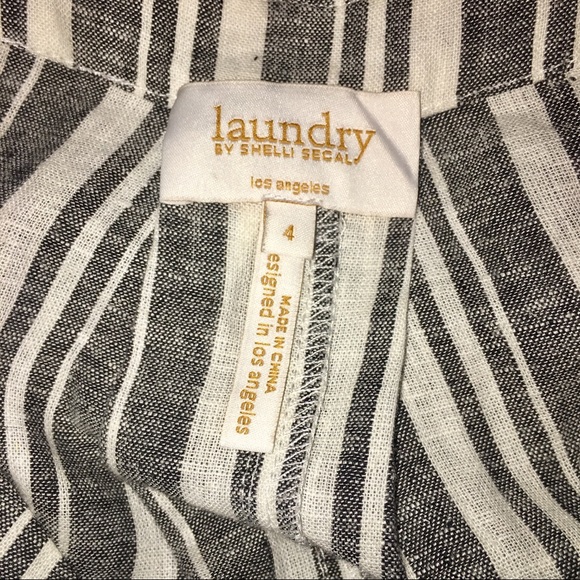 laundry
BY SHELLI SEGAL
los angeles
4
MADE IN CHINA
esigned in los angeles